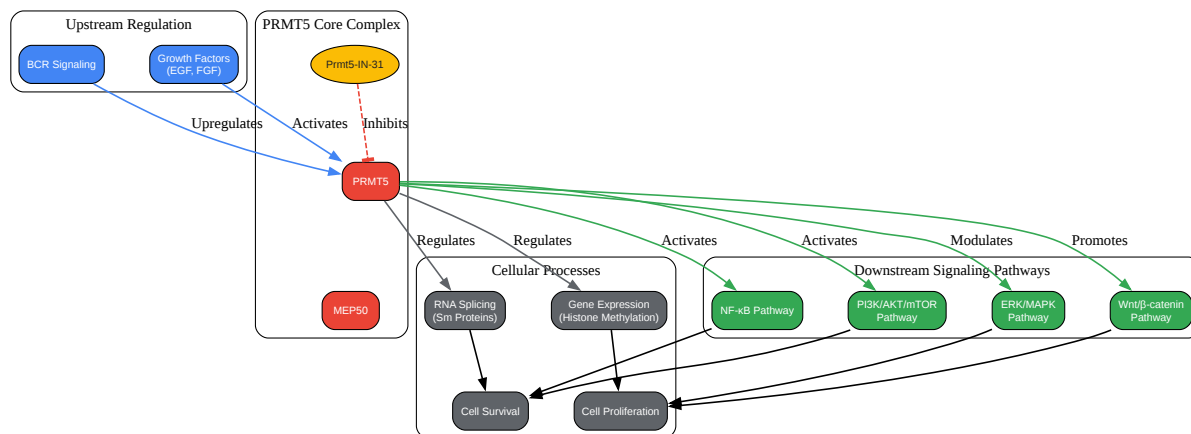 Upstream Regulation
PRMT5 Core Complex
BCR Signaling
Growth Factors
(EGF, FGF)
Prmt5-IN-31
Upregulates
Activates
Inhibits
PRMT5
Regulates
Regulates
Activates
Activates
Modulates
Promotes
Cellular Processes
Downstream Signaling Pathways
MEP50
RNA Splicing
(Sm Proteins)
Gene Expression
(Histone Methylation)
NF-κB Pathway
PI3K/AKT/mTOR
Pathway
ERK/MAPK
Pathway
Wnt/β-catenin
Pathway
Cell Survival
Cell Proliferation